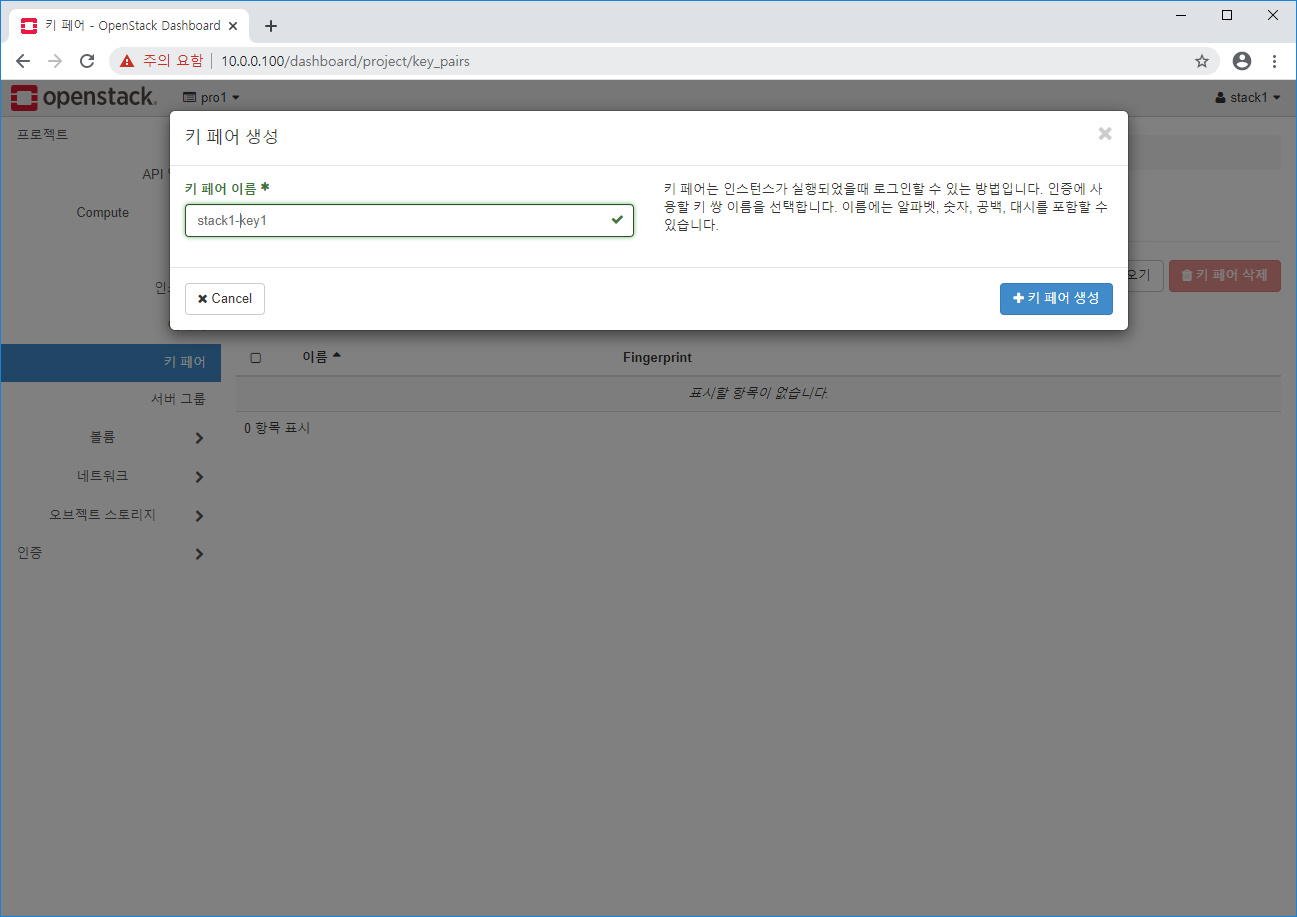 키 페어 - OpenStack Dashboard
주의 요함 10.0.0.100/dashboard/project/key_pairs
openstack. pro1 stack1
프로젝트
API
Compute
키 페어 생성
키 페어 이름 *
stack1-key1
키 페어는 인스턴스가 실행되었을때 로그인할 수 있는 방법입니다. 인증에 사
용할 키 쌍 이름을 선택합니다. 이름에는 알파벳, 숫자, 공백, 대시를 포함할 수
있습니다.
Cancel 키 페어 생성
오기 키 페어 삭제
키 페어
이름 Fingerprint
표시할 항목이 없습니다.
서버 그룹
0 항목 표시
볼륨
네트워크
오브젝트 스토리지
인증